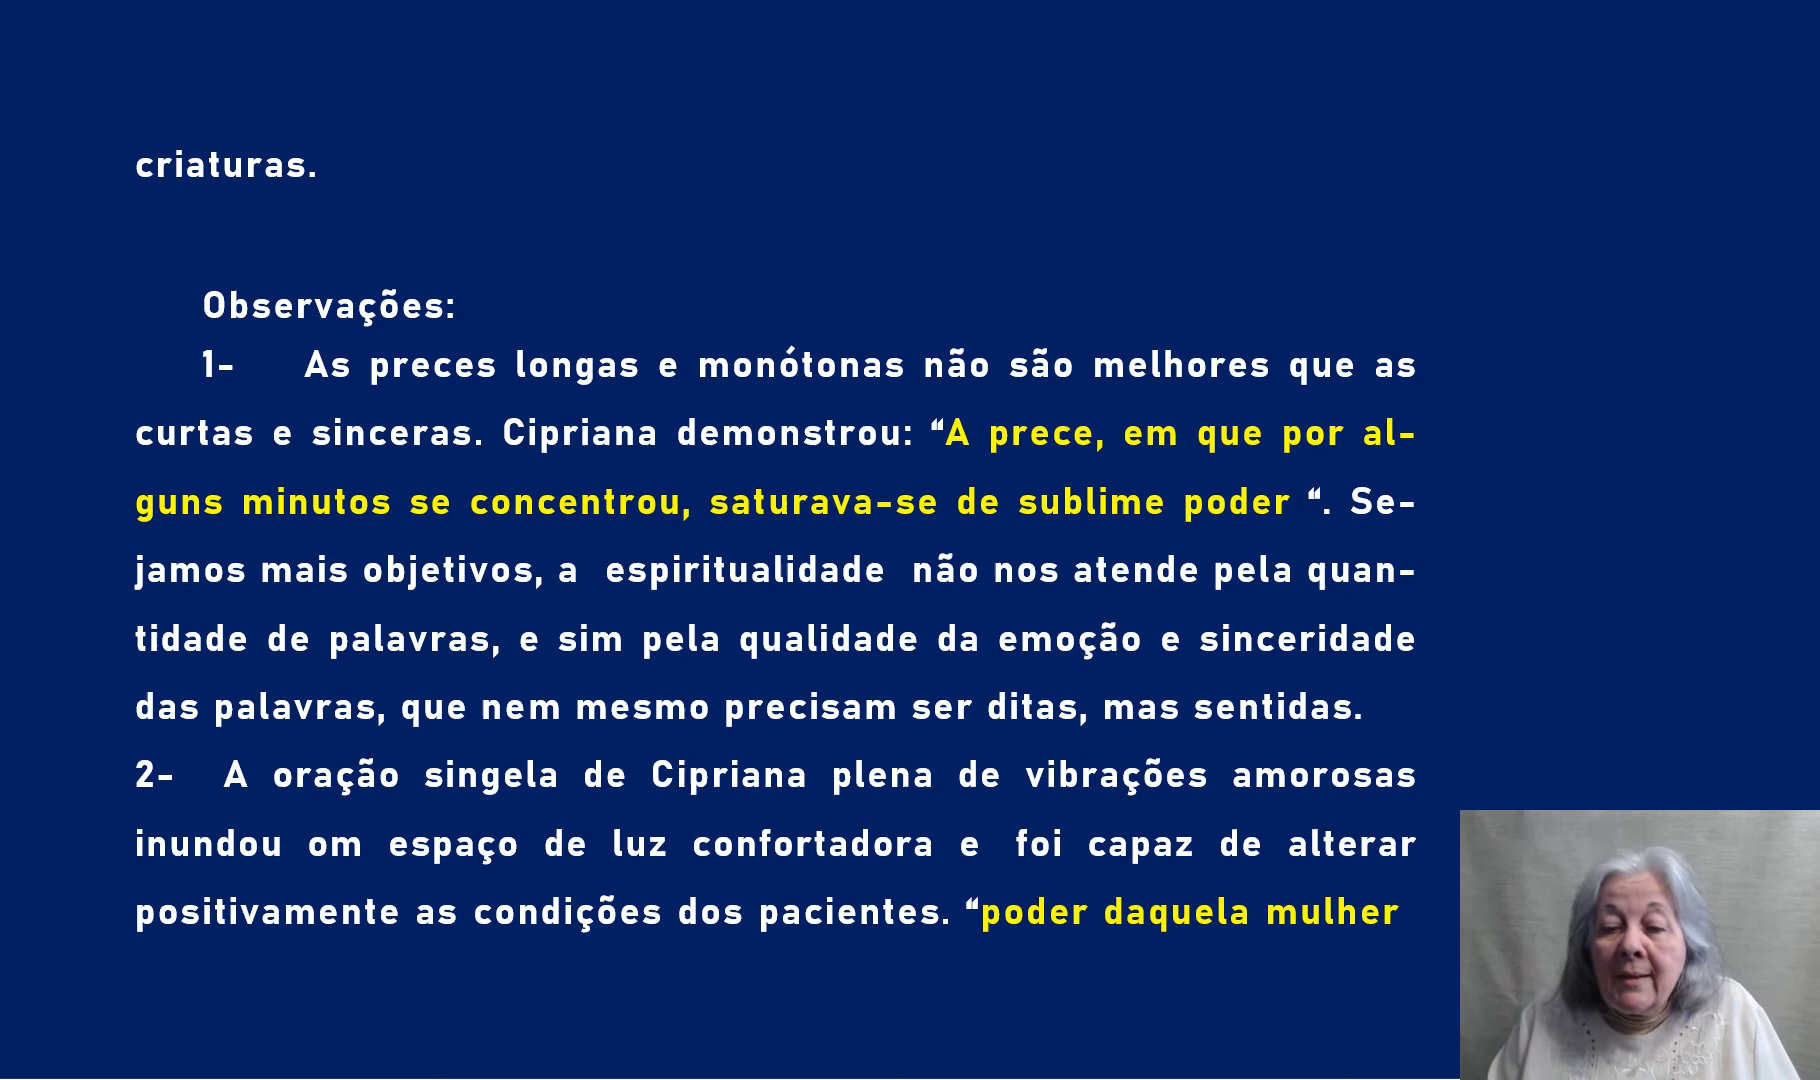 criaturas.
Observações:
1- As preces longas e monótonas não são melhores que as
curtas e sinceras. Cipriana demonstrou: “A prece, em que por al-
guns minutos se concentrou, saturava-se de sublime poder “. Se-
jamos mais objetivos, a espiritualidade não nos atende pela quan-
tidade de palavras, e sim pela qualidade da emoção e sinceridade
das palavras, que nem mesmo precisam ser ditas, mas sentidas.
2- A oração singela de Cipriana plena de vibrações amorosas
inundou om espaço de luz confortadora e foi capaz de alterar
positivamente as condições dos pacientes. “poder daquela mulher